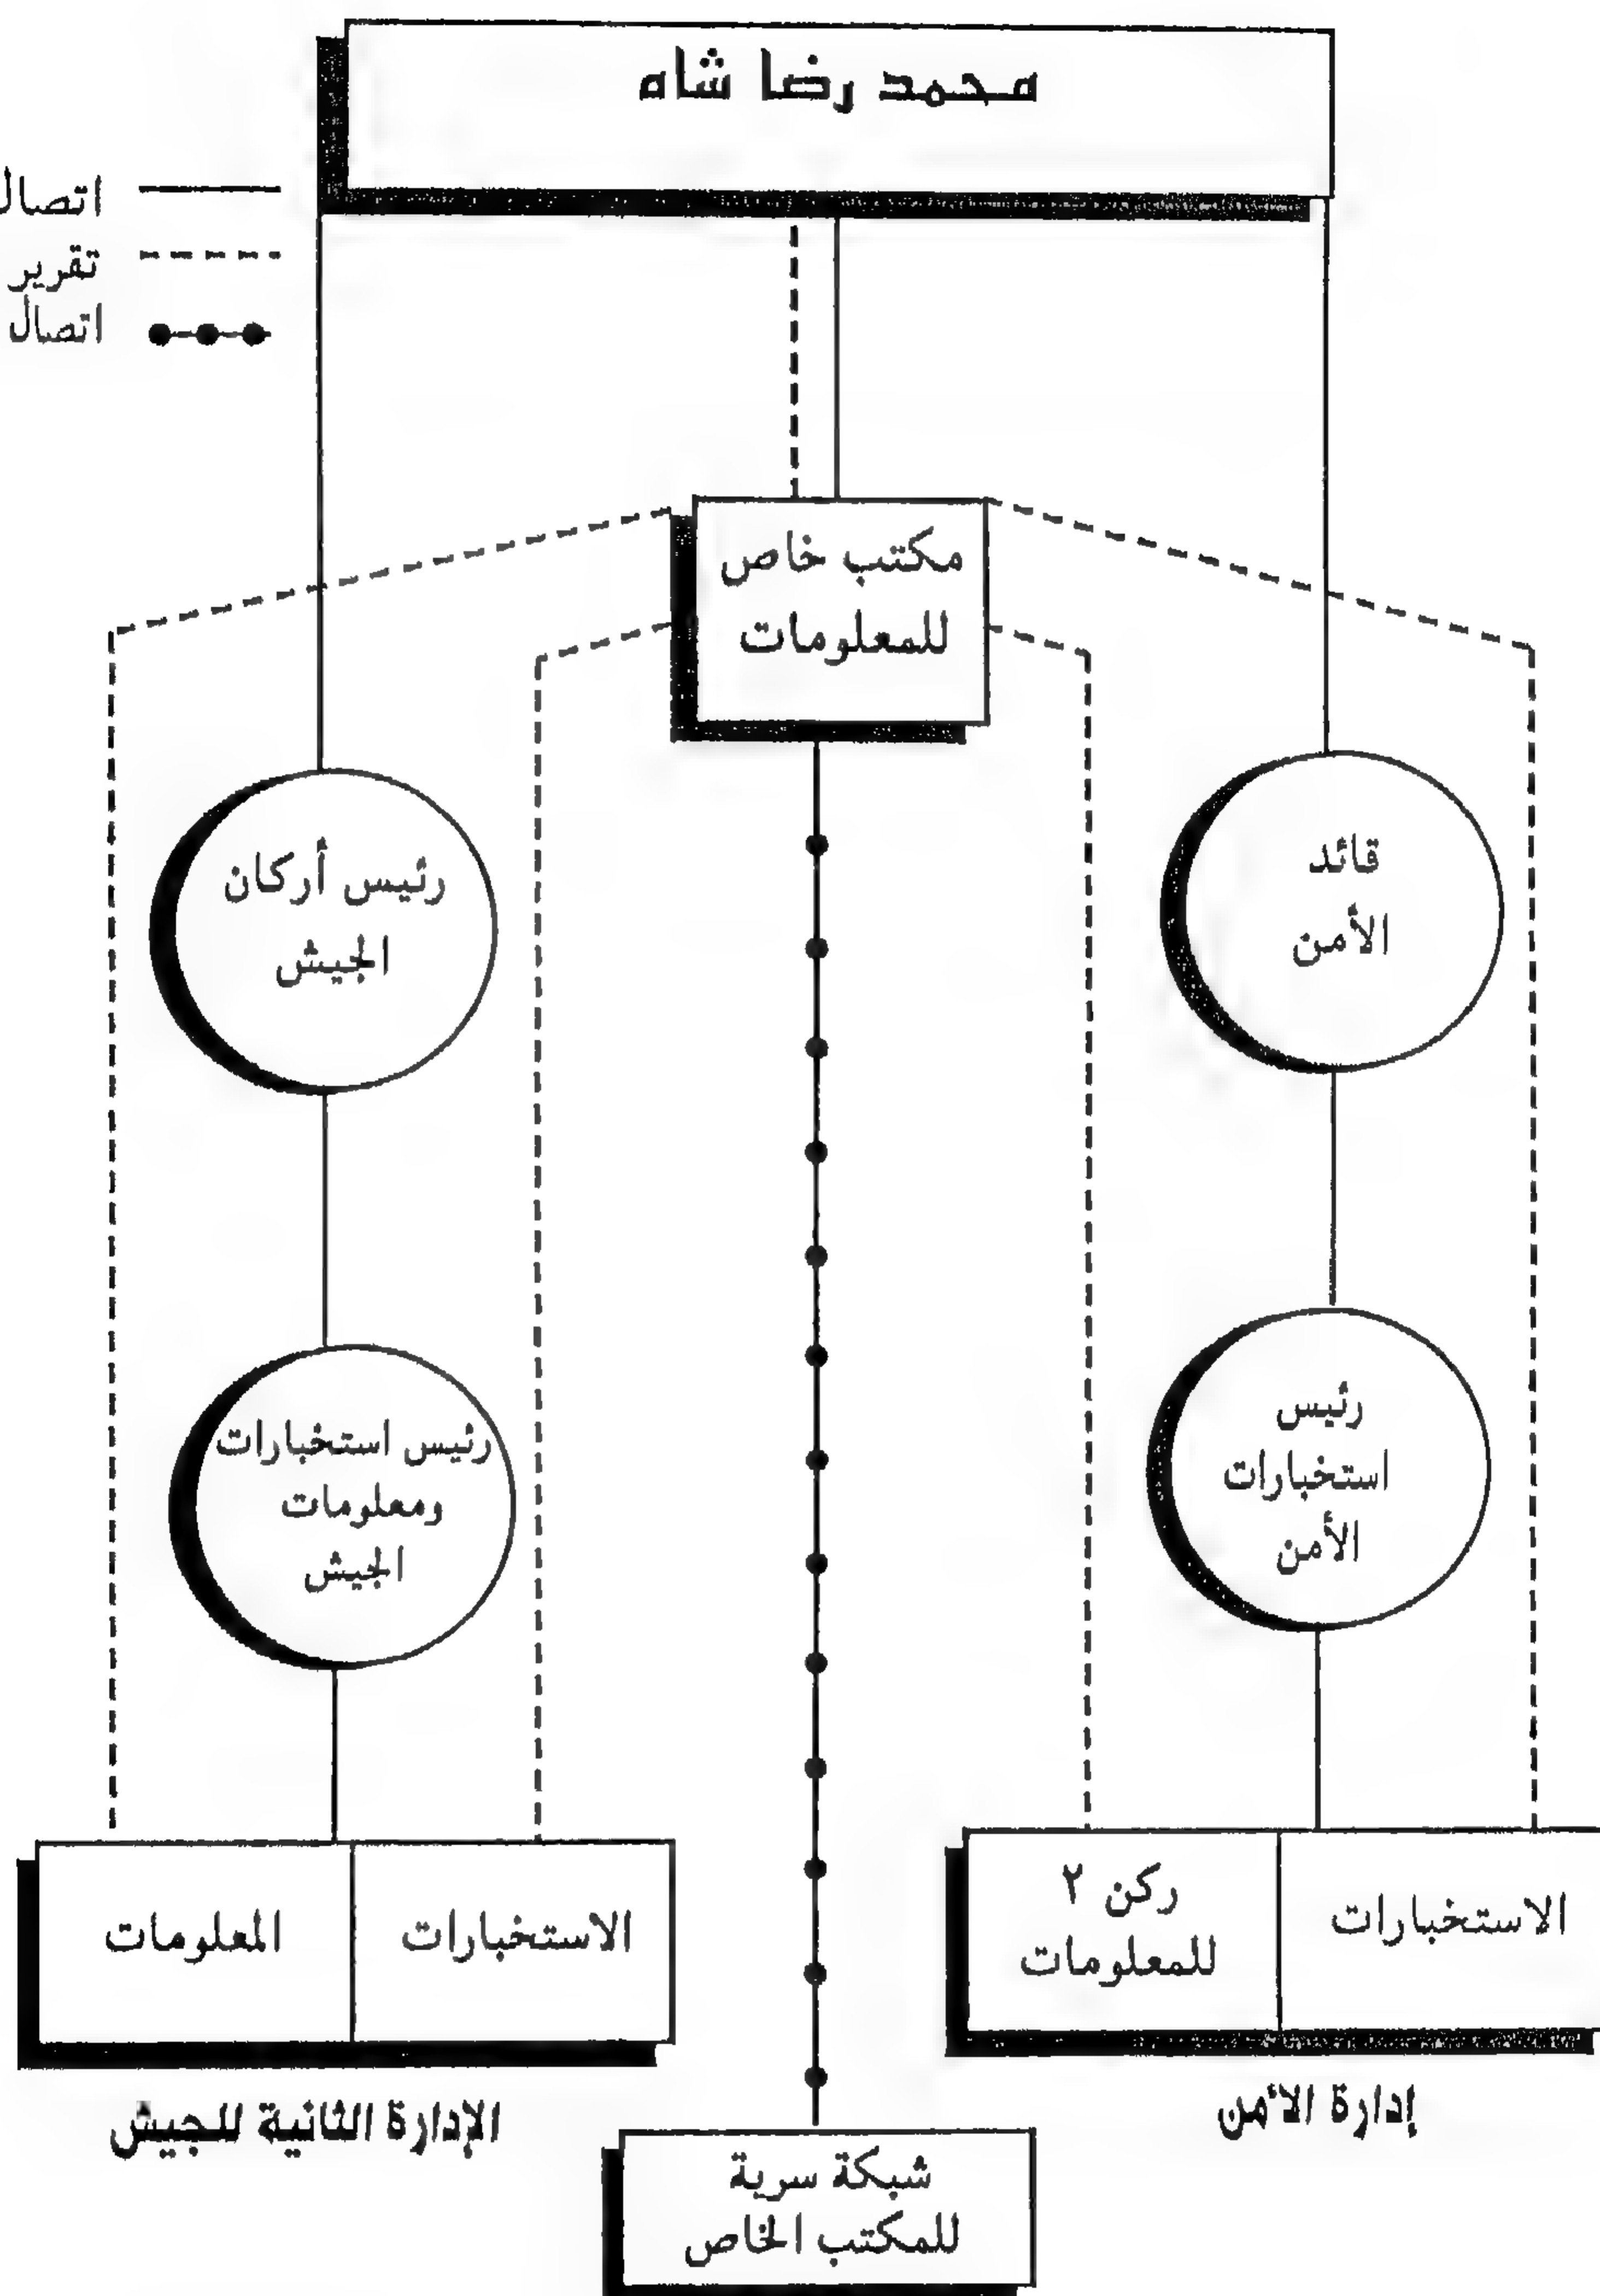 محمد رضا شاه
اتصال
تقرير
اتصال
مكتب خاص
للمعلومات
قائد
الأمن
رئيس أركان
الجيش
رئيس
استخبارات
الأمن
رئيس استخبارات
ومعلومات
الجيش
الاستخبارات
ركن ٢
للمعلومات
الاستخبارات
المعلومات
إدارة الأمن
الإدارة الثانية للجيش
شبكة سرية
للمكتب الخاص